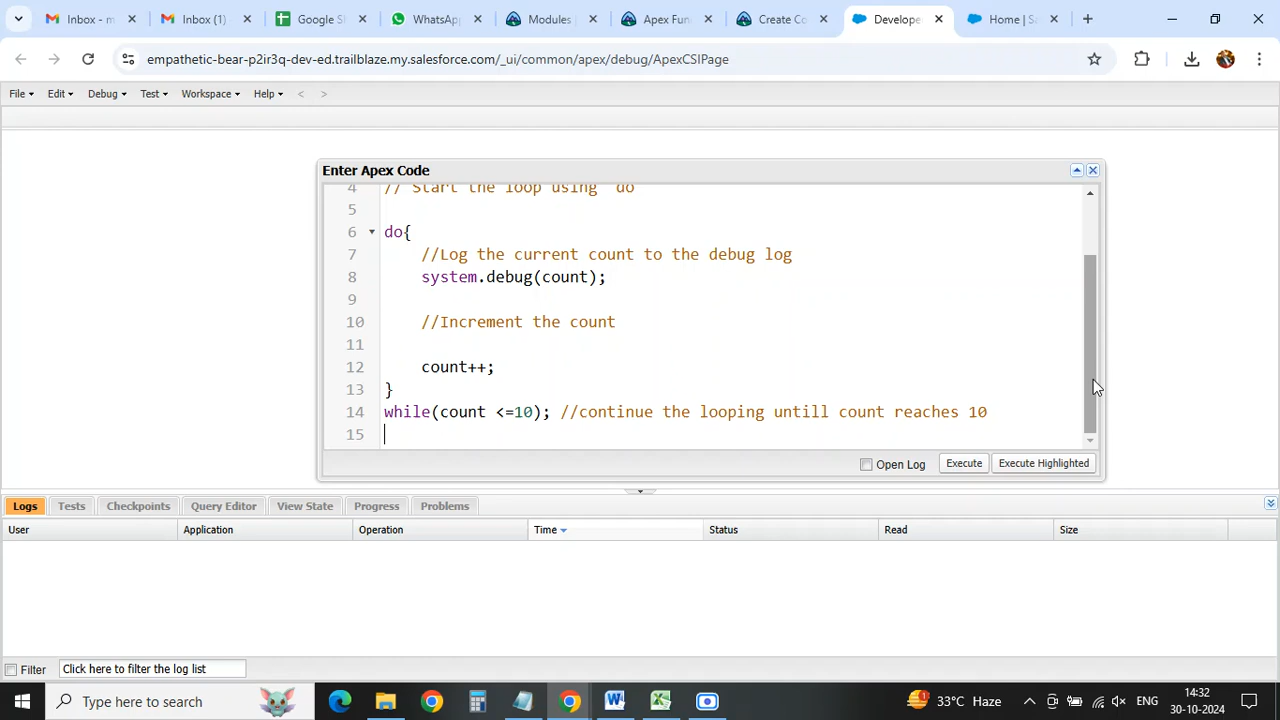 Inbox - m
Inbox (1)
Google S
WhatsAp
Modules
Apex Fun
Create Co
Develope
Home | S
empathetic-bear-p2ir3q-dev-ed.trailblaze.my.salesforce.com/_ui/common/apex/debug/ApexCSIPage
File Edit Debug Test Workspace Help < >
Enter Apex Code
4 // Start the loop using do
5
6 do{
7 //Log the current count to the debug log
8 system.debug(count);
9
10 //Increment the count
11
12 count++;
13 }
14 while(count <=10); //continue the looping untill count reaches 10
15
Open Log Execute Execute Highlighted
Logs Tests Checkpoints Query Editor View State Progress Problems
User Application Operation Time Status Read Size
Filter Click here to filter the log list
Type here to search
33°C Haze
ENG
14:32
30-10-2024